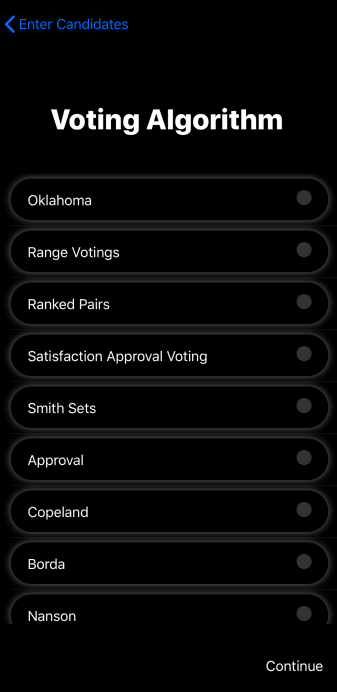 Enter Candidates
Voting Algorithm
Oklahoma
Range Votings
Ranked Pairs
Satisfaction Approval Voting
Smith Sets
Approval
Copeland
Borda
Nanson
Continue